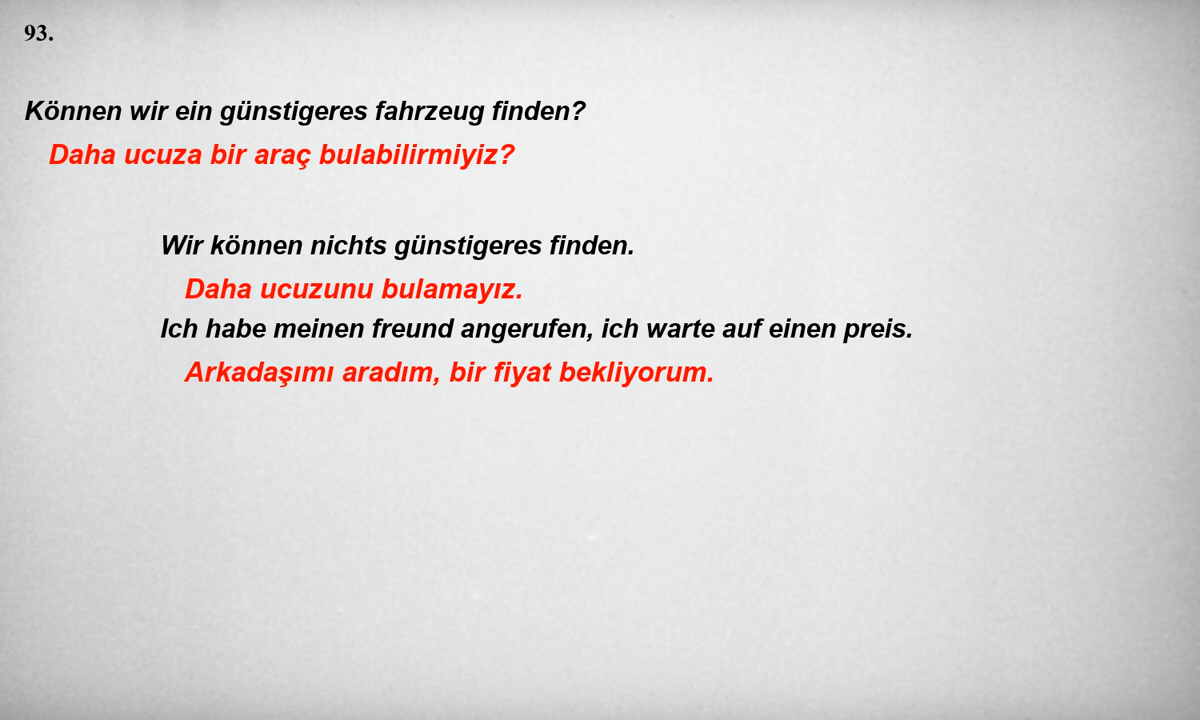 93.
Können wir ein günstigeres fahrzeug finden?
Daha ucuza bir araç bulabilirmiyiz?
Wir können nichts günstigeres finden.
Daha ucuzunu bulamayız.
Ich habe meinen freund angerufen, ich warte auf einen preis.
Arkadaşımı aradım, bir fiyat bekliyorum.